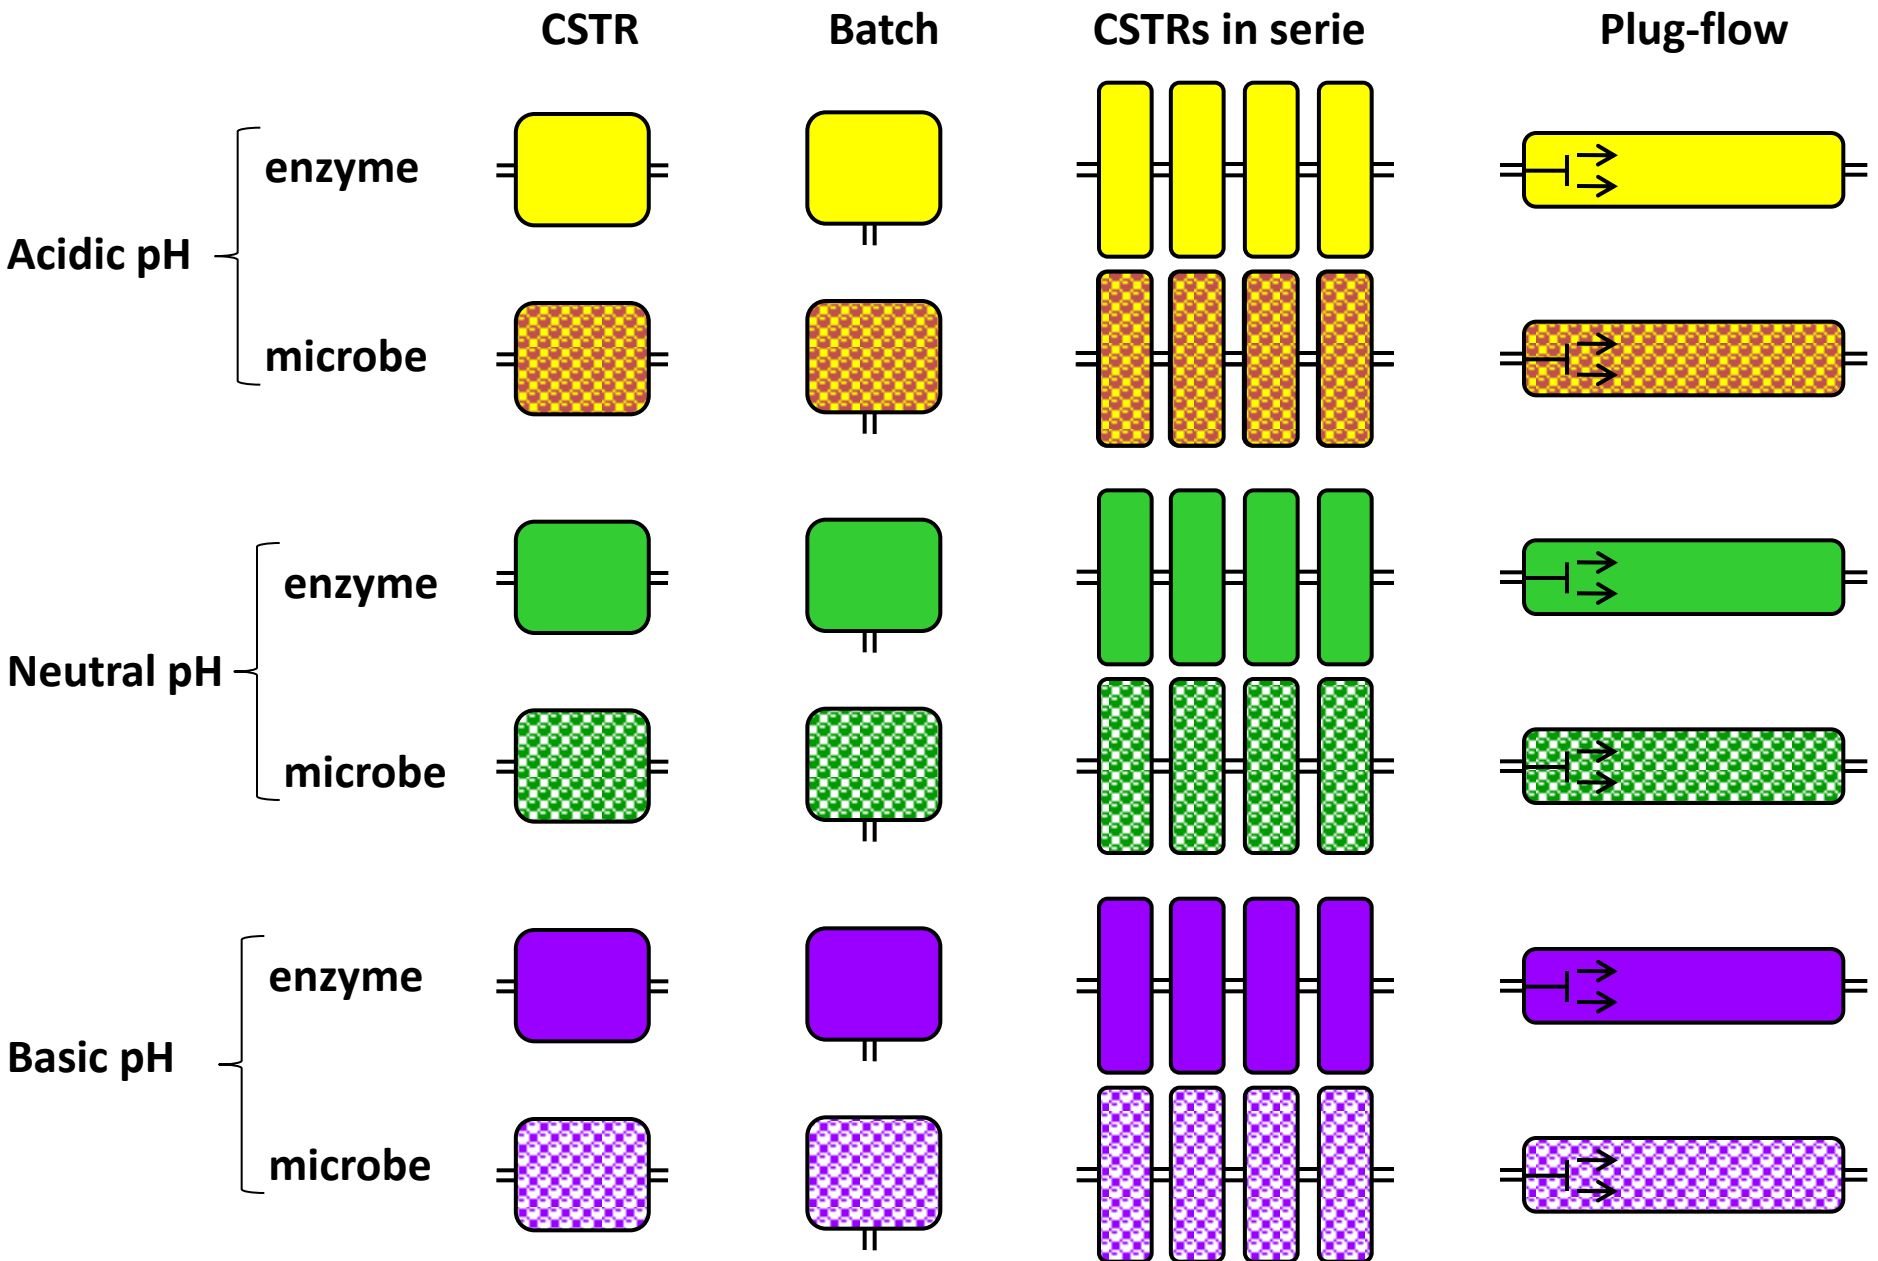 CSTR Batch CSTRs in serie Plug-flow
enzyme
Acidic pH
microbe
enzyme
Neutral pH
microbe
enzyme
Basic pH
microbe